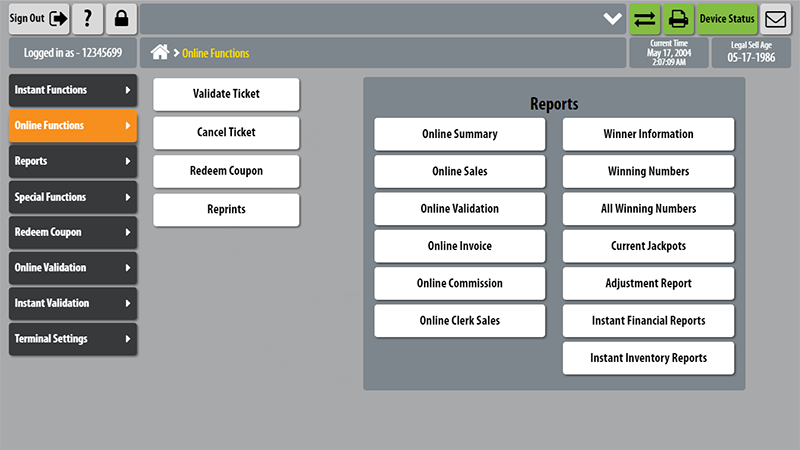 Sign Out
?
Device Status
Logged in as - 12345699
Online Functions
Current Time
May 17, 2004
2:07:09 AM
Legal Sell Age
05-17-1986
Instant Functions
Online Functions
Reports
Special Functions
Redeem Coupon
Online Validation
Instant Validation
Terminal Settings
Validate Ticket
Cancel Ticket
Redeem Coupon
Reprints
Reports
Online Summary
Winner Information
Online Sales
Winning Numbers
Online Validation
All Winning Numbers
Online Invoice
Current Jackpots
Online Commission
Adjustment Report
Online Clerk Sales
Instant Financial Reports
Instant Inventory Reports